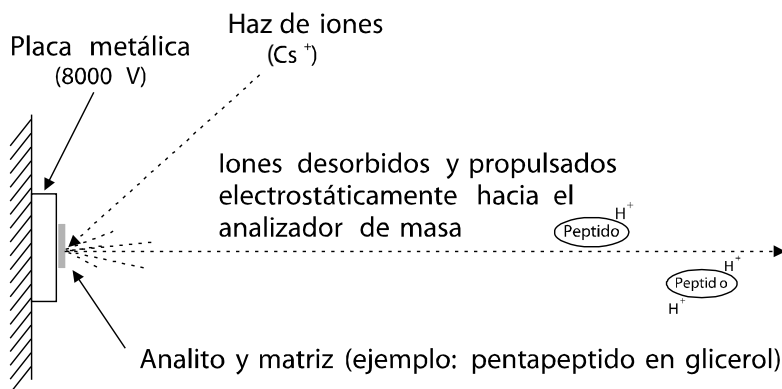 Haz de iones
(Cs +)
Placa metálica
(8000 V)
Iones desorbidos y propulsados
electrostáticamente hacia el
analizador de masa
H+
Peptido
H+
Peptido
H+
Analito y matriz (ejemplo: pentapeptido en glicerol)